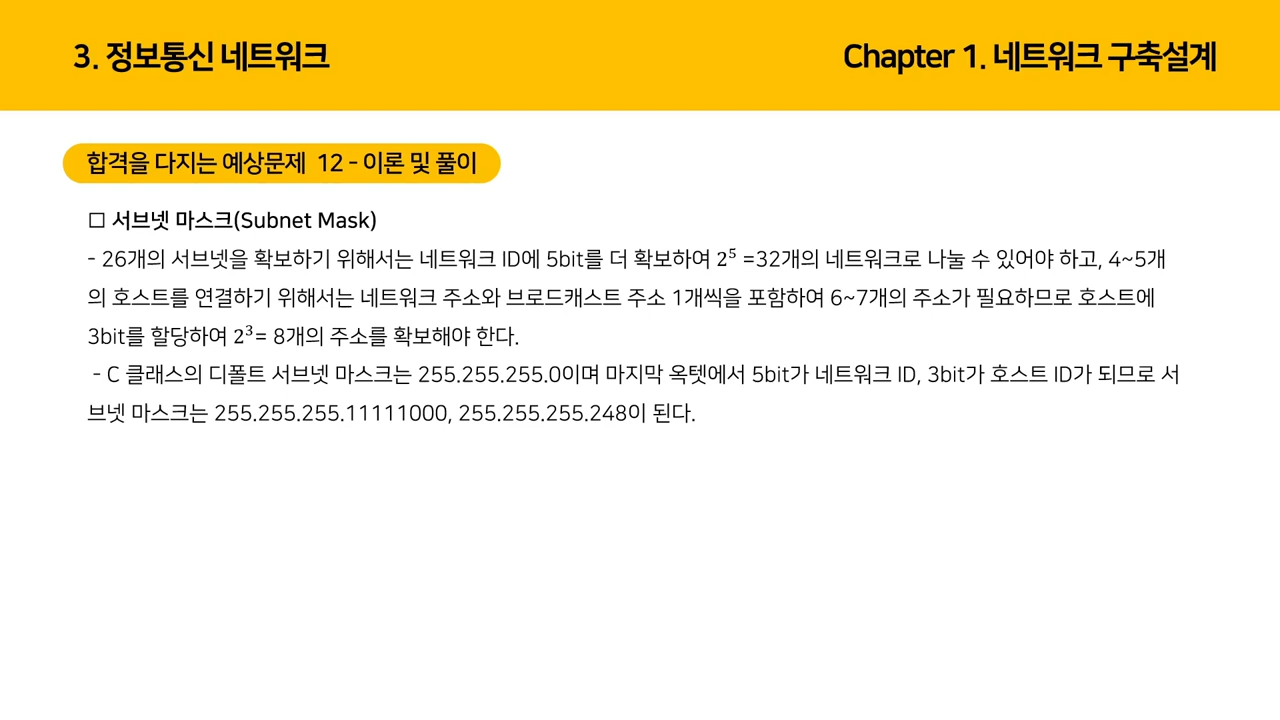 3. 정보통신 네트워크
Chapter 1. 네트워크 구축설계
합격을 다지는 예상문제 12 - 이론 및 풀이
□ 서브넷 마스크(Subnet Mask)
- 26개의 서브넷을 확보하기 위해서는 네트워크 ID에 5bit를 더 확보하여 2⁵ =32개의 네트워크로 나눌 수 있어야 하고, 4~5개
의 호스트를 연결하기 위해서는 네트워크 주소와 브로드캐스트 주소 1개씩을 포함하여 6~7개의 주소가 필요하므로 호스트에
3bit를 할당하여 2³= 8개의 주소를 확보해야 한다.
- C 클래스의 디폴트 서브넷 마스크는 255.255.255.0이며 마지막 옥텟에서 5bit가 네트워크 ID, 3bit가 호스트 ID가 되므로 서
브넷 마스크는 255.255.255.11111000, 255.255.255.248이 된다.